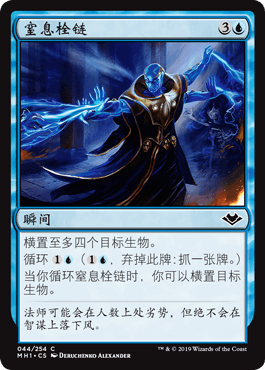 窒息栓链 3
瞬间
横置至多四个目标生物。
循环 1 （1 ，弃掉此牌：抓一张牌。）
当你循环窒息栓链时，你可以横置目标
生物。
法师可能会在人数上处劣势，但绝不会在
智谋上落下风。
044/254 C
MH1 • CS Deruchenko Alexander
™ & © 2019 Wizards of the Coast